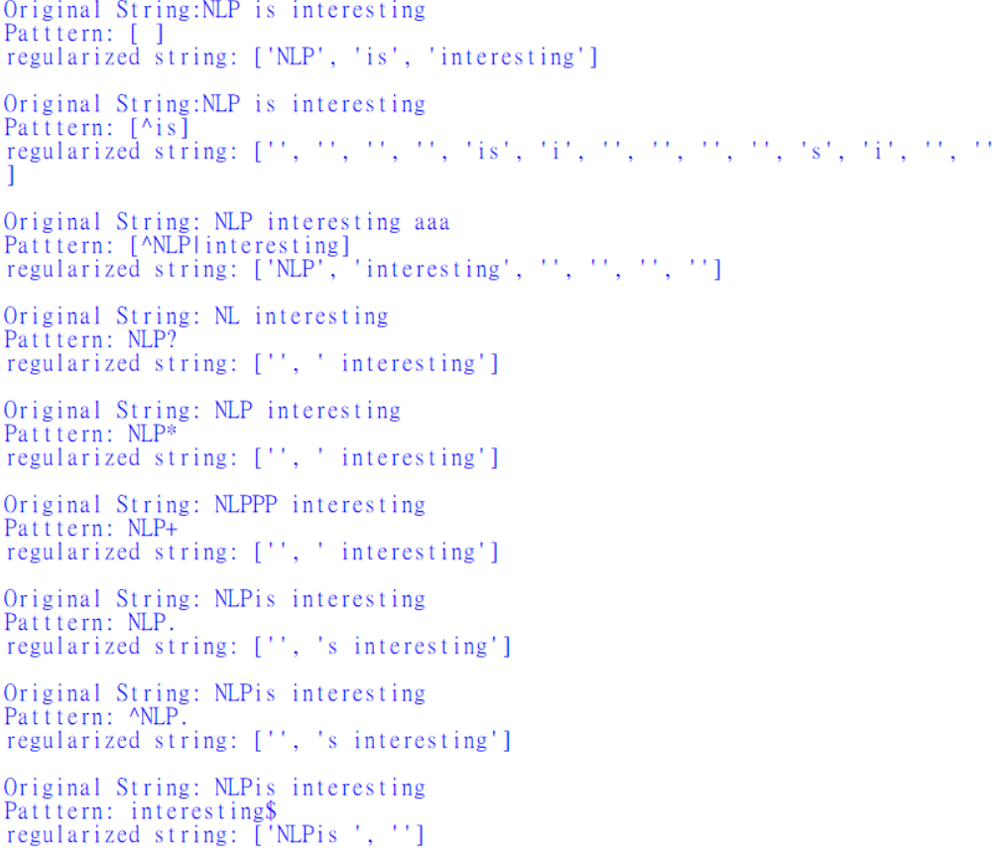 Original String:NLP is interesting
Patttern: [ ]
regularized string: ['NLP', 'is', 'interesting']
Original String:NLP is interesting
Patttern: [^is]
regularized string: ['', '', '', '', 'is', 'i', '', '', '', '', 's', 'i', '', ''
]
Original String: NLP interesting aaa
Patttern: [^NLP|interesting]
regularized string: ['NLP', 'interesting', '', '', '', '']
Original String: NL interesting
Patttern: NLP?
regularized string: ['', ' interesting']
Original String: NLP interesting
Patttern: NLP*
regularized string: ['', ' interesting']
Original String: NLPPP interesting
Patttern: NLP+
regularized string: ['', ' interesting']
Original String: NLPis interesting
Patttern: NLP.
regularized string: ['', 's interesting']
Original String: NLPis interesting
Patttern: ^NLP.
regularized string: ['', 's interesting']
Original String: NLPis interesting
Patttern: interesting$
regularized string: ['NLPis ', '']